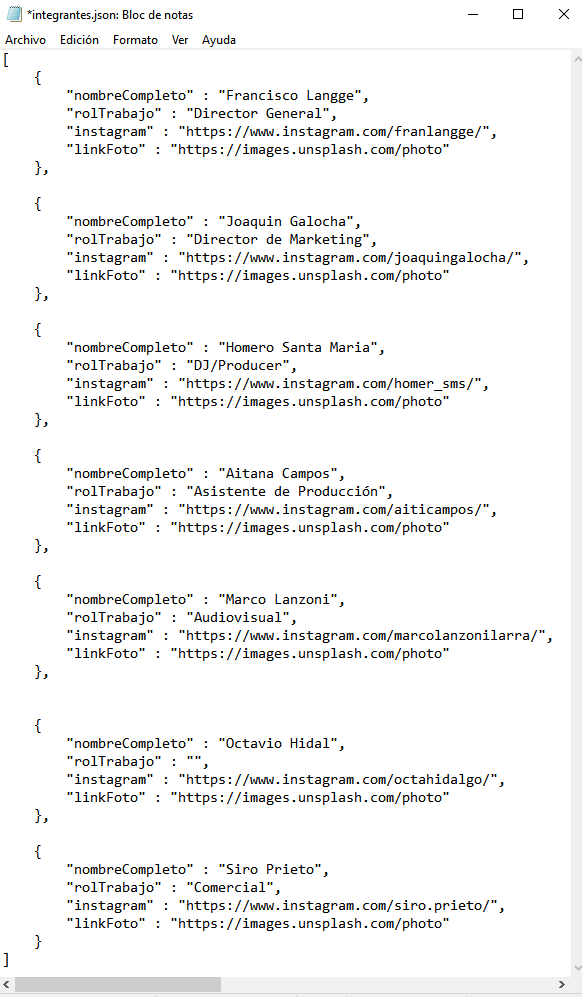 *integrantes.json: Bloc de notas
Archivo Edición Formato Ver Ayuda
[
    {
        "nombreCompleto" : "Francisco Langge",
        "rolTrabajo" : "Director General",
        "instagram" : "https://www.instagram.com/franlangge/",
        "linkFoto" : "https://images.unsplash.com/photo"
    },
    {
        "nombreCompleto" : "Joaquin Galocha",
        "rolTrabajo" : "Director de Marketing",
        "instagram" : "https://www.instagram.com/joaquingalocha/",
        "linkFoto" : "https://images.unsplash.com/photo"
    },
    {
        "nombreCompleto" : "Homero Santa Maria",
        "rolTrabajo" : "DJ/Producer",
        "instagram" : "https://www.instagram.com/homer_sms/",
        "linkFoto" : "https://images.unsplash.com/photo"
    },
    {
        "nombreCompleto" : "Aitana Campos",
        "rolTrabajo" : "Asistente de Producción",
        "instagram" : "https://www.instagram.com/aiticampos/",
        "linkFoto" : "https://images.unsplash.com/photo"
    },
    {
        "nombreCompleto" : "Marco Lanzoni",
        "rolTrabajo" : "Audiovisual",
        "instagram" : "https://www.instagram.com/marcolanzonilarra/",
        "linkFoto" : "https://images.unsplash.com/photo"
    },
    {
        "nombreCompleto" : "Octavio Hidal",
        "rolTrabajo" : "",
        "instagram" : "https://www.instagram.com/octahidalgo/",
        "linkFoto" : "https://images.unsplash.com/photo"
    },
    {
        "nombreCompleto" : "Siro Prieto",
        "rolTrabajo" : "Comercial",
        "instagram" : "https://www.instagram.com/siro.prieto/",
        "linkFoto" : "https://images.unsplash.com/photo"
    }
]